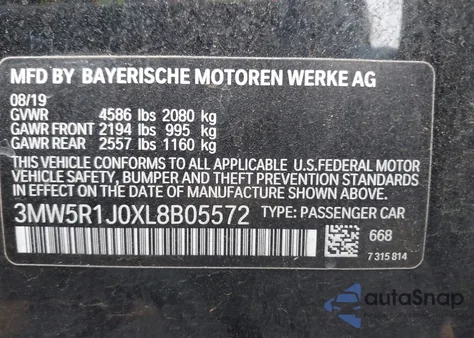 MFD BY BAYERISCHE MOTOREN WERKE AG
08/19
GVWR 4586 lbs 2080 kg
GAWR FRONT 2194 lbs 995 kg
GAWR REAR 2557 lbs 1160 kg
THIS VEHICLE CONFORMS TO ALL APPLICABLE U.S.FEDERAL MOTOR
VEHICLE SAFETY, BUMPER AND THEFT PREVENTION STANDARDS
IN EFFECT ON THE DATE OF MANUFACTURE SHOWN ABOVE.
3MW5R1J0XL8B05572 TYPE: PASSENGER CAR
668
7 315 814
autoSnap